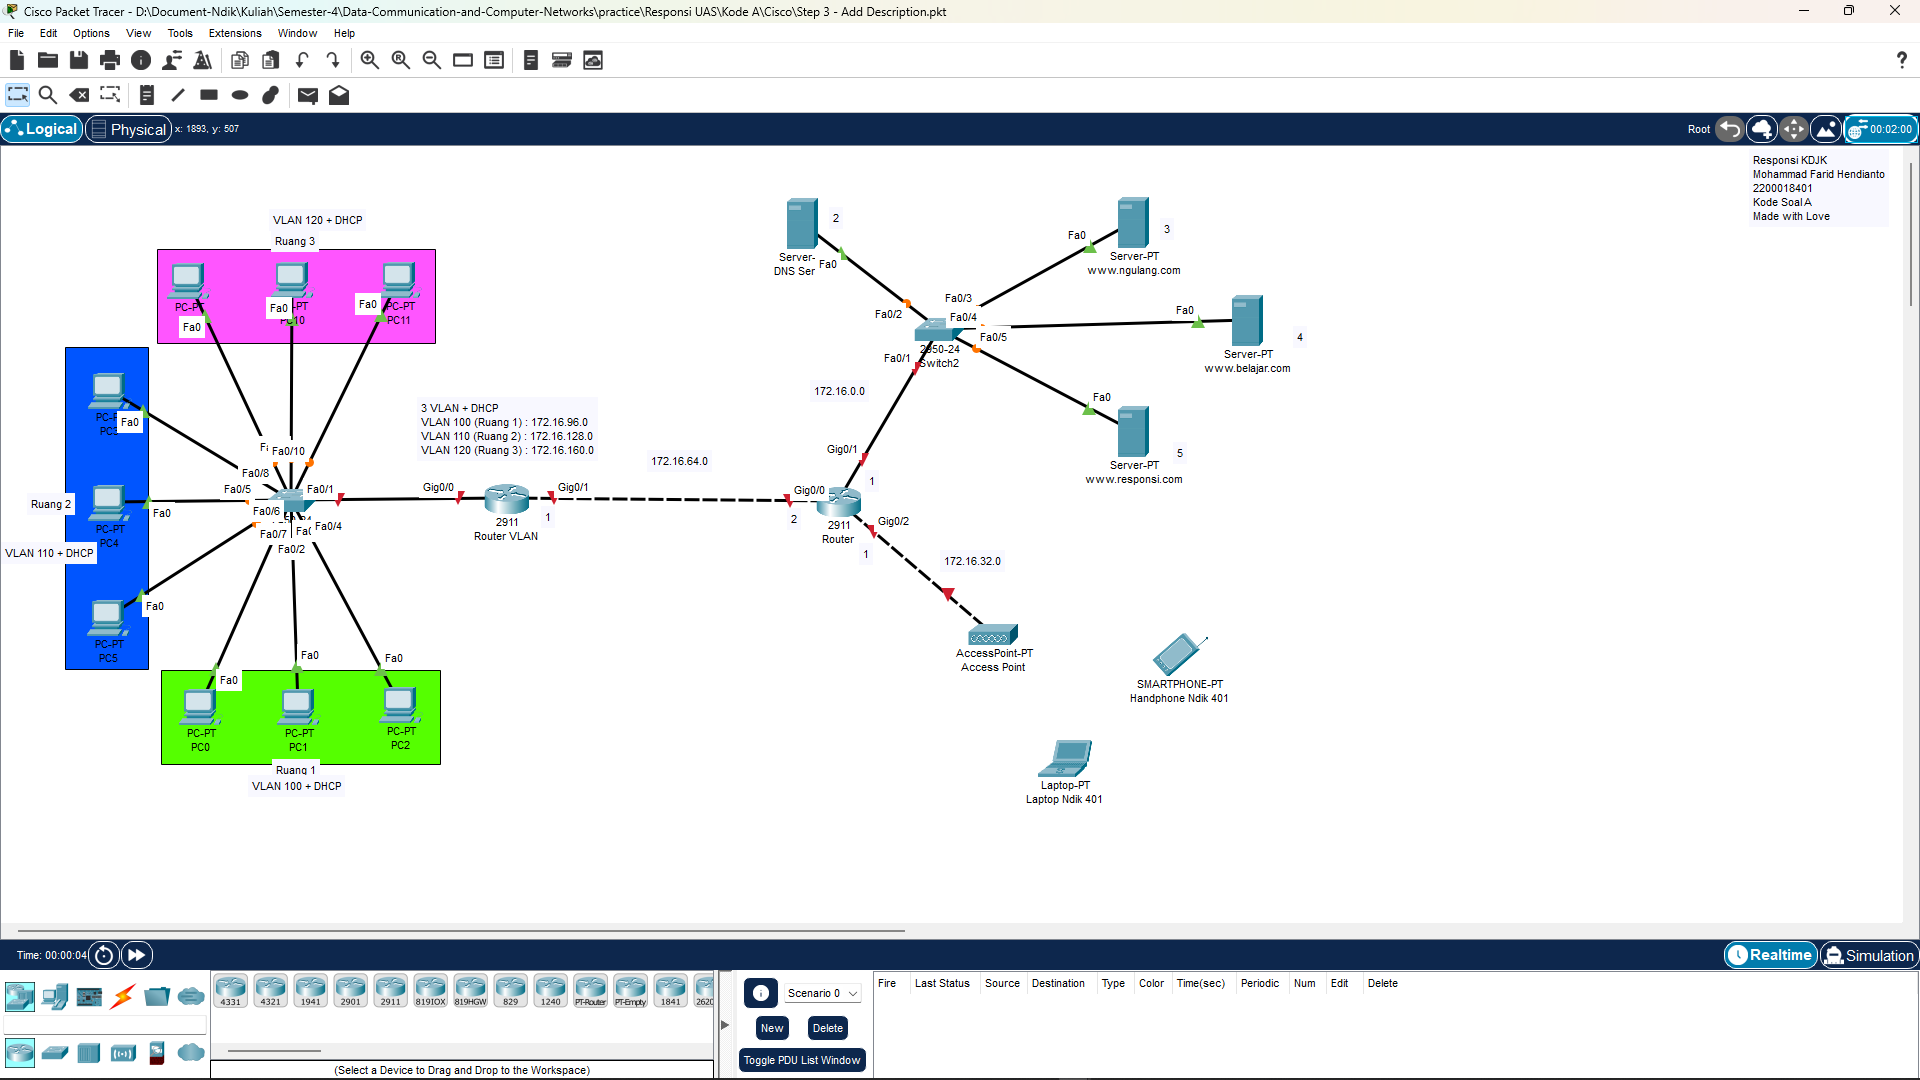 Cisco Packet Tracer - D:\Document-Ndik\Kuliah\Semester-4\Data-Communication-and-Computer-Networks\practice\Responsi UAS\Kode A\Cisco\Step 3 - Add Description.pkt
File Edit Options View Tools Extensions Window Help
Logical Physical x: 1893, y: 507
Root 00:02:00
Responsi KDJK
Mohammad Farid Hendianto
2200018401
Kode Soal A
Made with Love
VLAN 120 + DHCP
Ruang 3
PC-PT
PC10
PC-PT
PC11
Fa0
Fa0
Fa0
Server-
DNS Ser
Fa0
2
Fa0
3
Server-PT
www.ngulang.com
Fa0
4
Server-PT
www.belajar.com
Fa0
5
Server-PT
www.responsi.com
Fa0/2
Fa0/3
Fa0/4
Fa0/5
Fa0/1
2950-24
Switch2
172.16.0.0
Gig0/1
1
3 VLAN + DHCP
VLAN 100 (Ruang 1) : 172.16.96.0
VLAN 110 (Ruang 2) : 172.16.128.0
VLAN 120 (Ruang 3) : 172.16.160.0
172.16.64.0
Fa0
Fa0/10
Fa0/8
Fa0/5
Fa0/1
Fa0/6
Fa0/7
Fa0/4
Fa0/2
Gig0/0
Gig0/1
1
2911
Router VLAN
Gig0/0
2
2911
Router
Gig0/2
1
172.16.32.0
AccessPoint-PT
Access Point
SMARTPHONE-PT
Handphone Ndik 401
Laptop-PT
Laptop Ndik 401
Ruang 2
VLAN 110 + DHCP
Fa0
PC-PT
PC4
Fa0
PC-PT
PC5
Fa0
Fa0
Fa0
PC-PT
PC0
PC-PT
PC1
PC-PT
PC2
Ruang 1
VLAN 100 + DHCP
Time: 00:00:04
Realtime Simulation
4331 4321 1941 2901 2911 819IOX 819HGW 829 1240 PT-Router PT-Empty 1841 2620
(Select a Device to Drag and Drop to the Workspace)
Scenario 0
New Delete
Toggle PDU List Window
Fire Last Status Source Destination Type Color Time(sec) Periodic Num Edit Delete